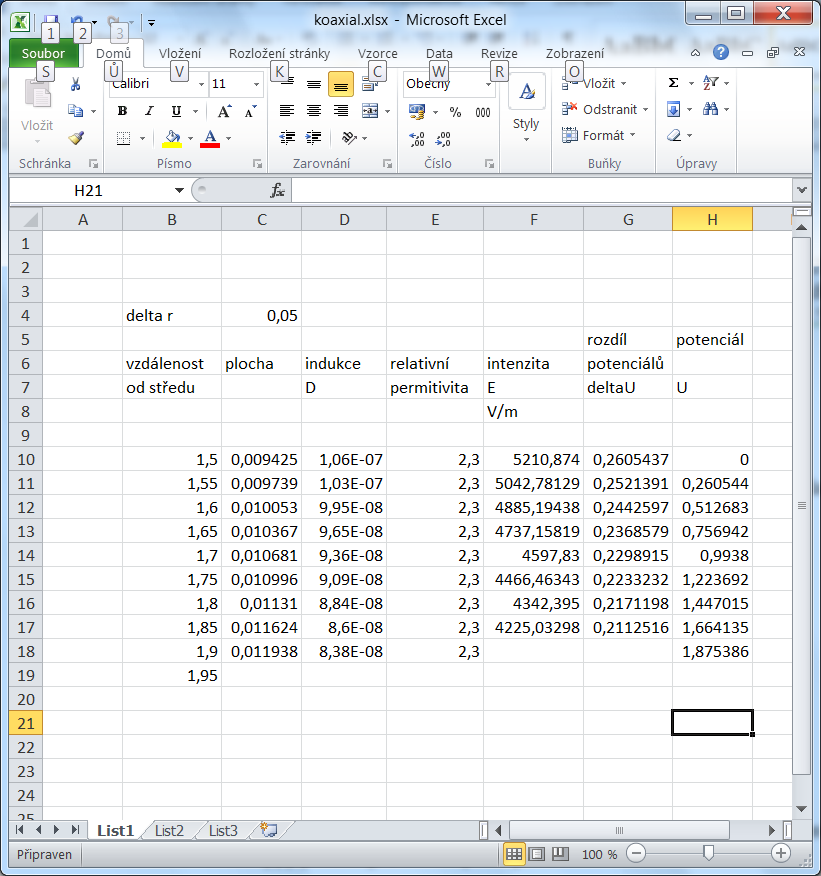 koaxial.xlsx - Microsoft Excel
1 2 3
Soubor Domů Vložení Rozložení stránky Vzorce Data Revize Zobrazení
S Ů V K C W R O
Vložit
Calibri 11
B I U A A
A
Obecný
% 000
Styly
Vložit
Odstranit
Formát
Σ
Schránka Písmo Zarovnání Číslo Buňky Úpravy
H21 fx
A B C D E F G H
1
2
3
4 delta r 0,05
5 rozdíl potenciál
6 vzdálenost plocha indukce relativní intenzita potenciálů
7 od středu D permitivita E deltaU U
8 V/m
9
10 1,5 0,009425 1,06E-07 2,3 5210,874 0,2605437 0
11 1,55 0,009739 1,03E-07 2,3 5042,78129 0,2521391 0,260544
12 1,6 0,010053 9,95E-08 2,3 4885,19438 0,2442597 0,512683
13 1,65 0,010367 9,65E-08 2,3 4737,15819 0,2368579 0,756942
14 1,7 0,010681 9,36E-08 2,3 4597,83 0,2298915 0,9938
15 1,75 0,010996 9,09E-08 2,3 4466,46343 0,2233232 1,223692
16 1,8 0,01131 8,84E-08 2,3 4342,395 0,2171198 1,447015
17 1,85 0,011624 8,6E-08 2,3 4225,03298 0,2112516 1,664135
18 1,9 0,011938 8,38E-08 2,3 1,875386
19 1,95
20
21
22
23
24
25
List1 List2 List3
Připraven 100 %